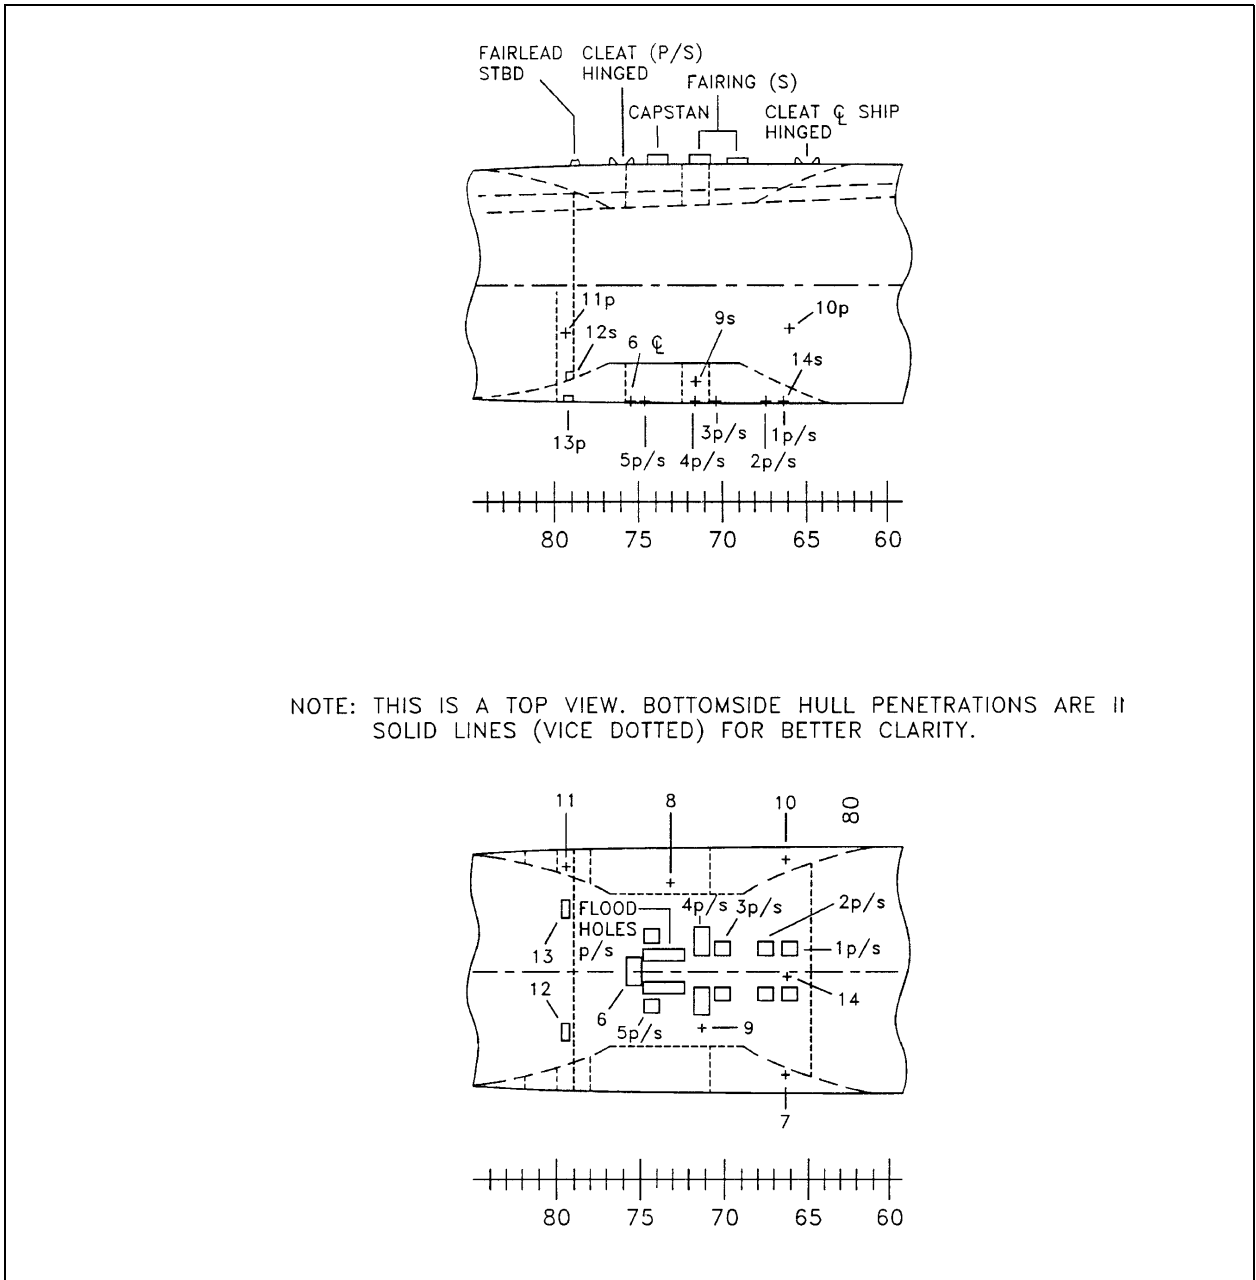 FAIRLEAD CLEAT (P/S)
STBD HINGED
FAIRING (S)
CAPSTAN CLEAT ℄ SHIP
HINGED
11p
10p
12s
9s
6 ℄
14s
13p
3p/s 1p/s
5p/s 4p/s 2p/s
80 75 70 65 60
NOTE: THIS IS A TOP VIEW. BOTTOMSIDE HULL PENETRATIONS ARE
SOLID LINES (VICE DOTTED) FOR BETTER CLARITY.
11 8 10 80
FLOOD 4p/s 3p/s 2p/s
HOLES
13 p/s 1p/s
12 14
6 5p/s 9
7
80 75 70 65 60